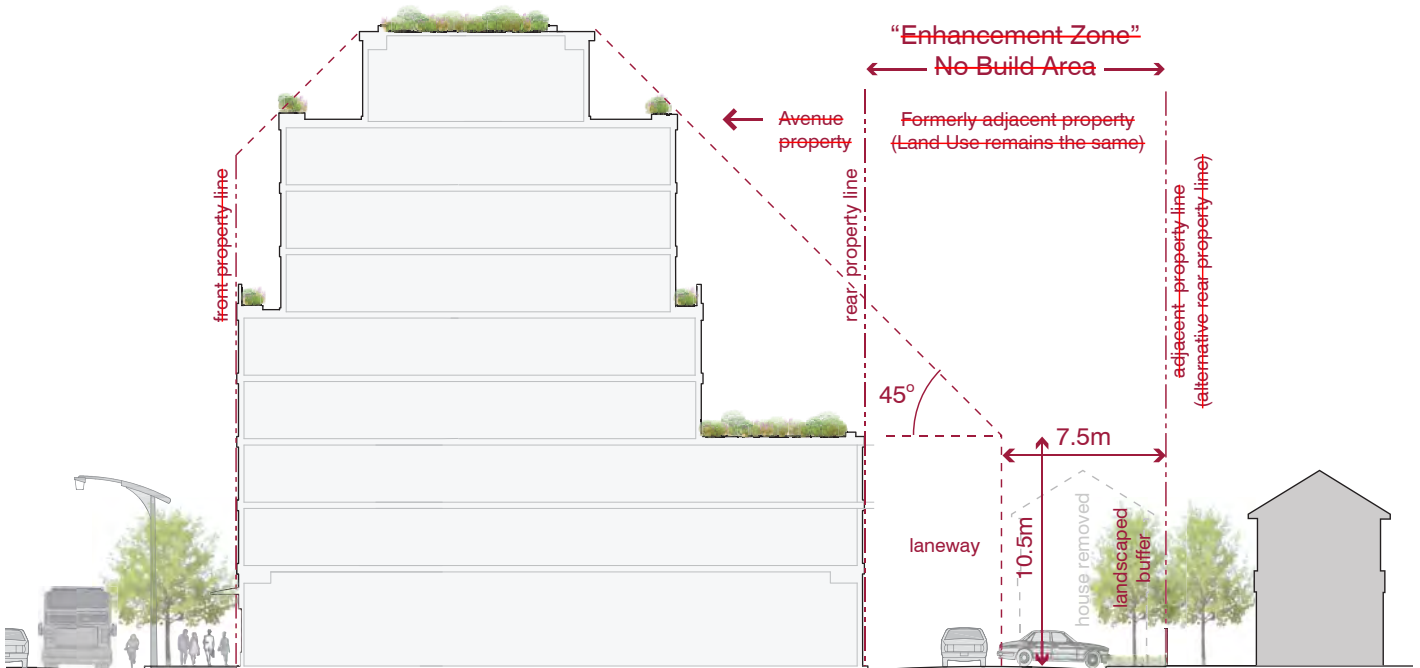 “Enhancement Zone”
No Build Area
Avenue
property
Formerly adjacent property
(Land Use remains the same)
front property line
rear property line
adjacent property line
(alternative rear property line)
45°
7.5m
10.5m
laneway
house removed
landscaped
buffer